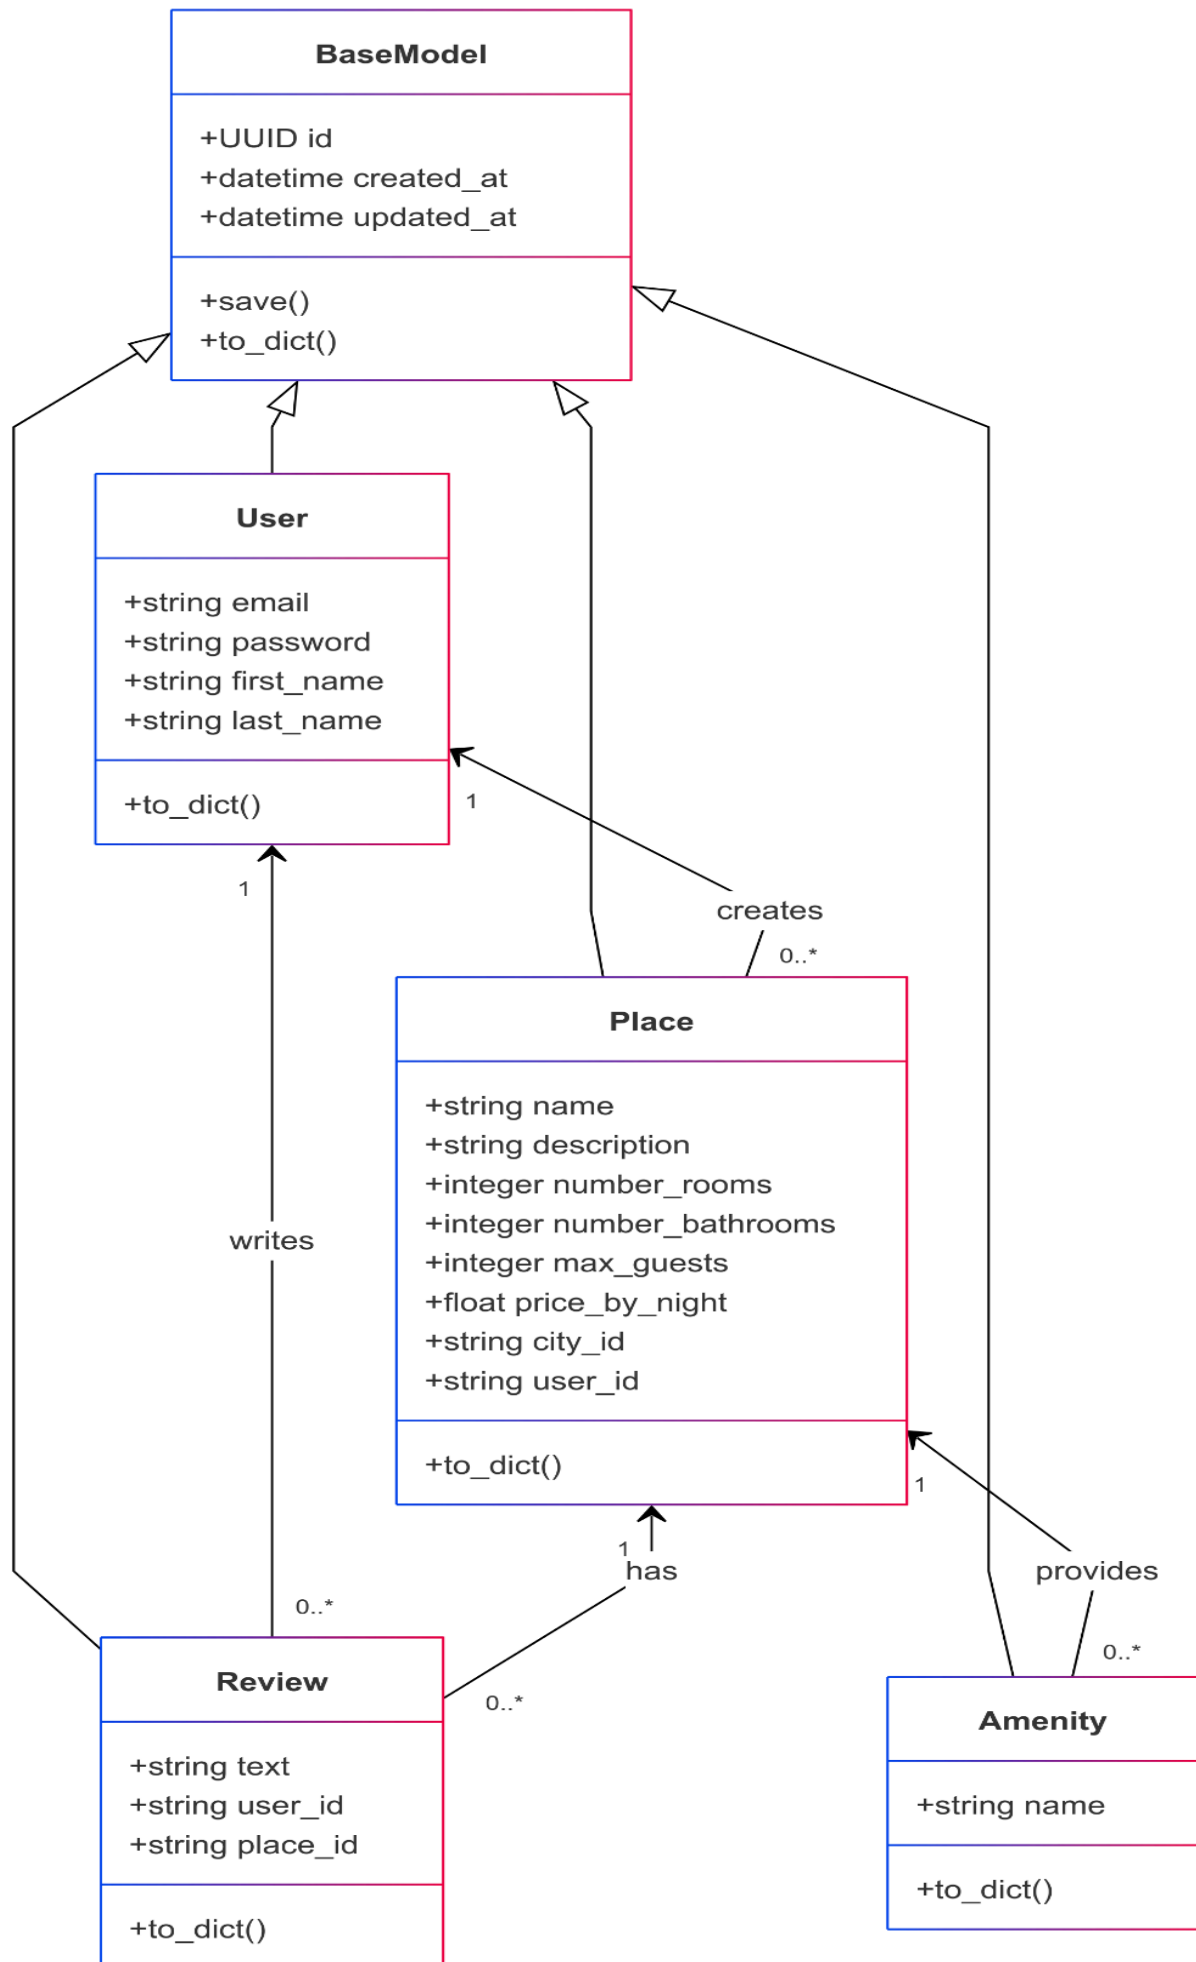 BaseModel
+UUID id
+datetime created_at
+datetime updated_at
+save()
+to_dict()
User
+string email
+string password
+string first_name
+string last_name
+to_dict()
1
1
creates
0..*
Place
+string name
+string description
+integer number_rooms
+integer number_bathrooms
+integer max_guests
+float price_by_night
+string city_id
+string user_id
+to_dict()
writes
1
1
has
provides
0..*
0..*
0..*
Review
+string text
+string user_id
+string place_id
+to_dict()
Amenity
+string name
+to_dict()